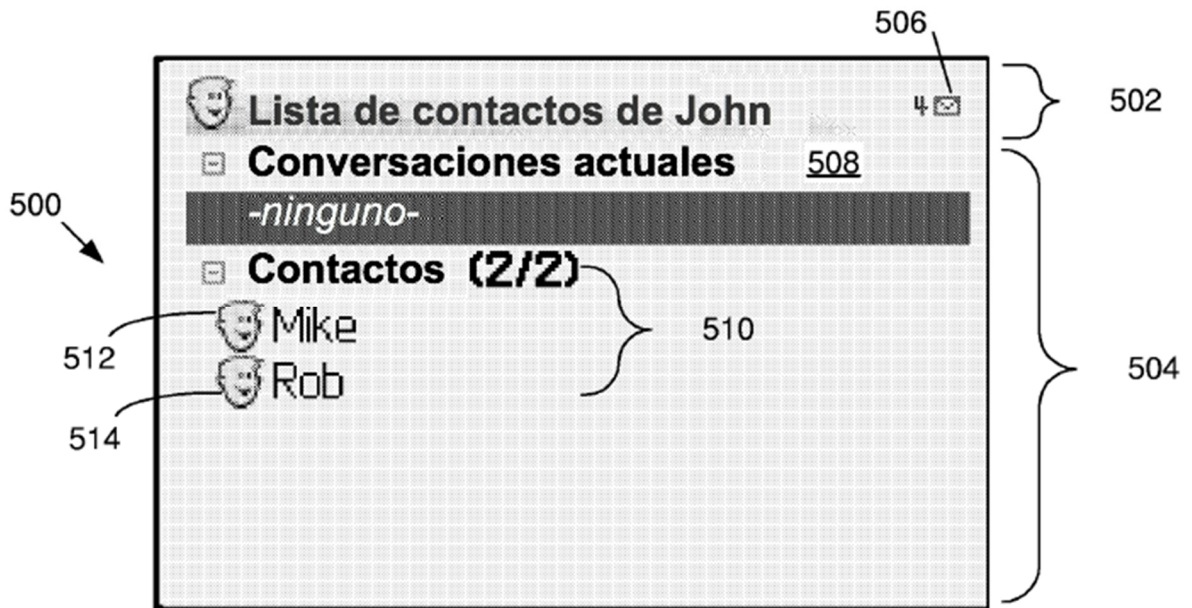 506
Lista de contactos de John 4 502
Conversaciones actuales 508
500 -ninguno-
Contactos (2/2)
512 Mike 510
504
514 Rob